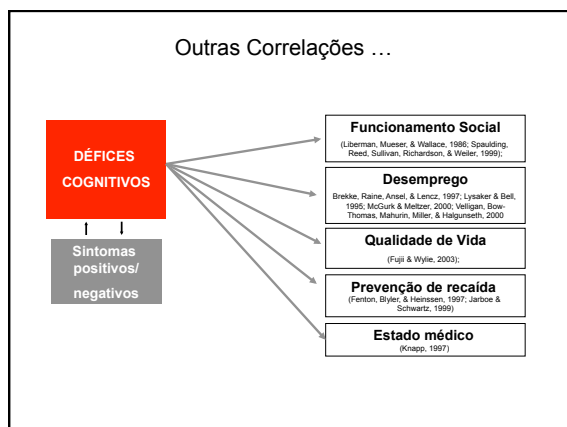 Outras Correlações …
DÉFICES
COGNITIVOS
Sintomas
positivos/
negativos
Funcionamento Social
(Liberman, Mueser, & Wallace, 1986; Spaulding,
Reed, Sullivan, Richardson, & Weiler, 1999);
Desemprego
Brekke, Raine, Ansel, & Lencz, 1997; Lysaker & Bell,
1995; McGurk & Meltzer, 2000; Velligan, Bow-
Thomas, Mahurin, Miller, & Halgunseth, 2000
Qualidade de Vida
(Fujii & Wylie, 2003);
Prevenção de recaída
(Fenton, Blyler, & Heinssen, 1997; Jarboe &
Schwartz, 1999)
Estado médico
(Knapp, 1997)